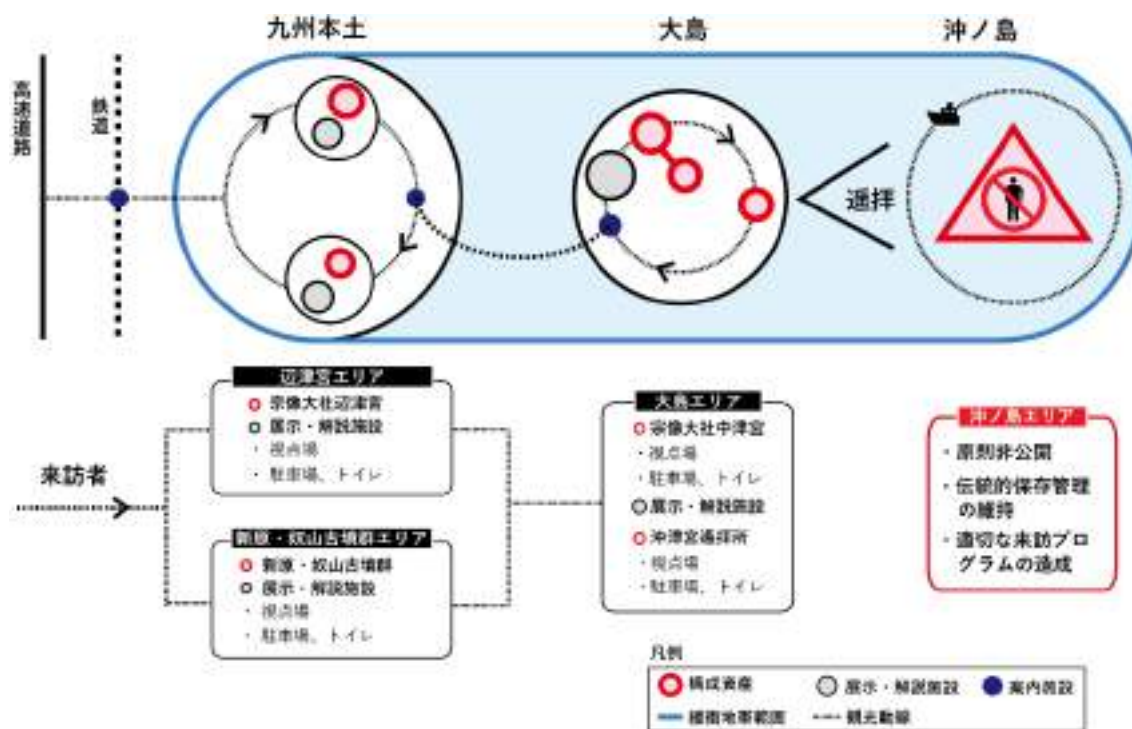 九州本土
大島
沖ノ島
高速道路
鉄道
遥拝
来訪者
辺津宮エリア
宗像大社辺津宮
展示・解説施設
・視点場
・駐車場、トイレ
新原・奴山古墳群エリア
新原・奴山古墳群
展示・解説施設
・視点場
・駐車場、トイレ
大島エリア
宗像大社中津宮
・視点場
・駐車場、トイレ
展示・解説施設
沖津宮遥拝所
・視点場
・駐車場、トイレ
沖ノ島エリア
・原則非公開
・伝統的保存管理
の維持
・適切な来訪プロ
グラムの造成
凡例
構成資産
展示・解説施設
案内施設
緩衝地帯範囲
観光動線